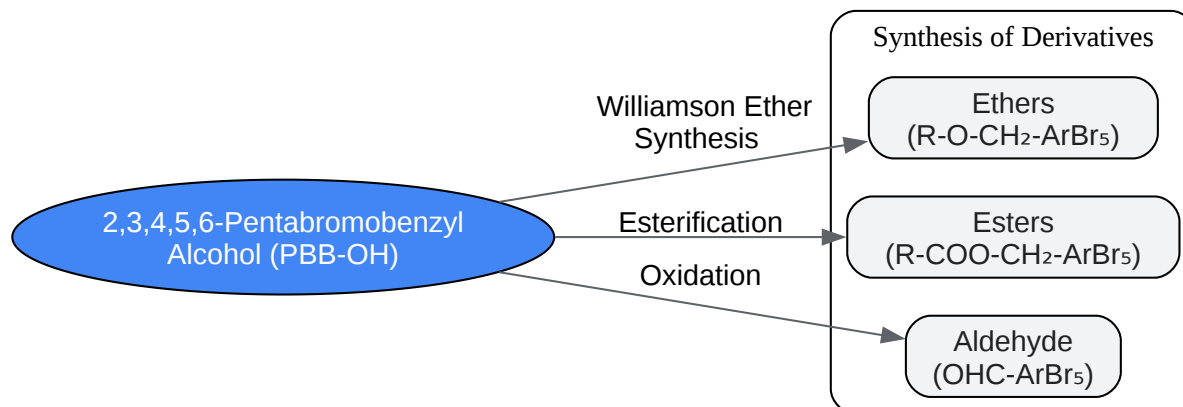 Synthesis of Derivatives
Williamson Ether
Synthesis
Ethers
(R-O-CH₂-ArBr₅)
2,3,4,5,6-Pentabromobenzyl
Alcohol (PBB-OH)
Esterification
Esters
(R-COO-CH₂-ArBr₅)
Oxidation
Aldehyde
(OHC-ArBr₅)